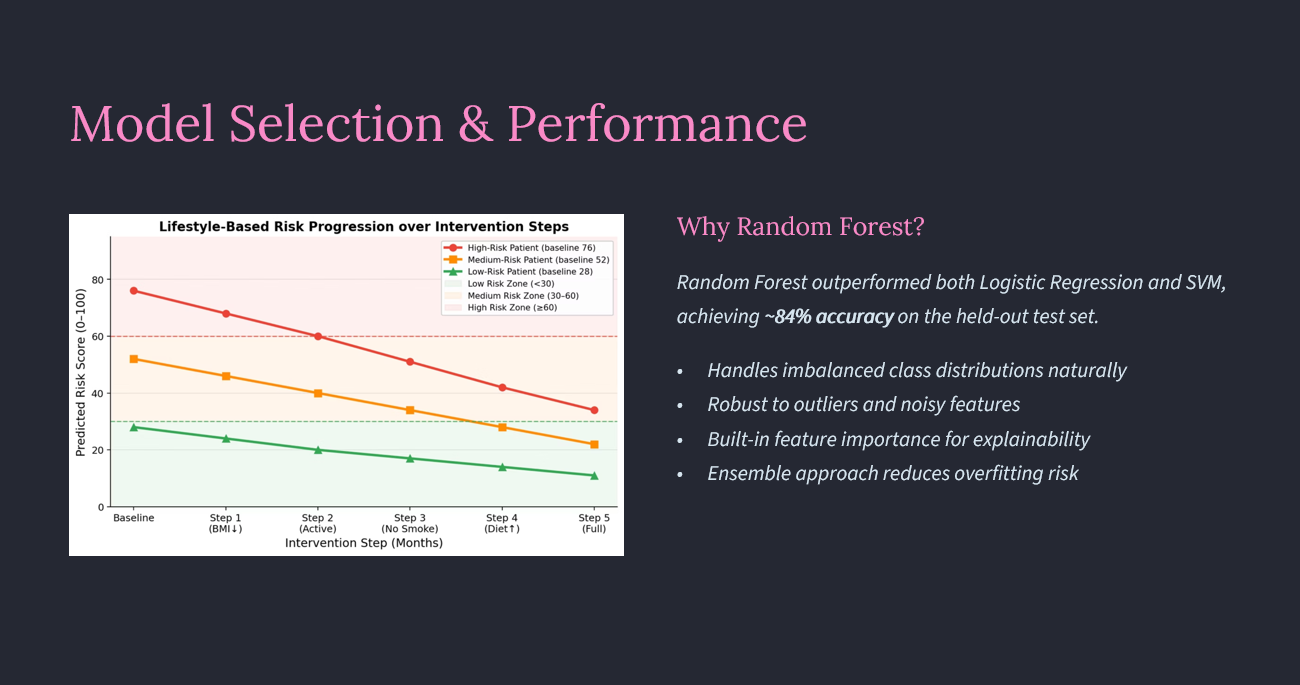 Model Selection & Performance
Lifestyle-Based Risk Progression over Intervention Steps
High-Risk Patient (baseline 76)
Medium-Risk Patient (baseline 52)
Low-Risk Patient (baseline 28)
Low Risk Zone (<30)
Medium Risk Zone (30–60)
High Risk Zone (≥60)
Predicted Risk Score (0–100)
80
60
40
20
0
Baseline
Step 1
(BMI↓)
Step 2
(Active)
Step 3
(No Smoke)
Step 4
(Diet↑)
Step 5
(Full)
Intervention Step (Months)
Why Random Forest?
Random Forest outperformed both Logistic Regression and SVM,
achieving ~84% accuracy on the held-out test set.
• Handles imbalanced class distributions naturally
• Robust to outliers and noisy features
• Built-in feature importance for explainability
• Ensemble approach reduces overfitting risk